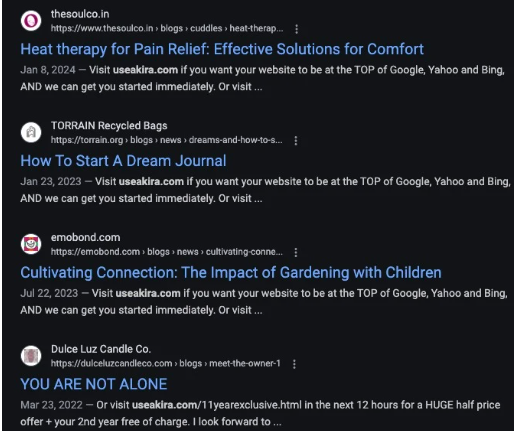 thesoulco.in
https://www.thesoulco.in › blogs › cuddles › heat-therap...
Heat therapy for Pain Relief: Effective Solutions for Comfort
Jan 8, 2024 — Visit useakira.com if you want your website to be at the TOP of Google, Yahoo and Bing,
AND we can get you started immediately. Or visit ...
TORRAIN Recycled Bags
https://torrain.org › blogs › news › dreams-and-how-to-s...
How To Start A Dream Journal
Jan 23, 2023 — Visit useakira.com if you want your website to be at the TOP of Google, Yahoo and Bing,
AND we can get you started immediately. Or visit ...
emobond.com
https://emobond.com › blogs › news › cultivating-conne...
Cultivating Connection: The Impact of Gardening with Children
Jul 22, 2023 — Visit useakira.com if you want your website to be at the TOP of Google, Yahoo and Bing,
AND we can get you started immediately. Or visit ...
Dulce Luz Candle Co.
https://dulceluzcandleco.com › blogs › meet-the-owner-1
YOU ARE NOT ALONE
Mar 23, 2022 — Or visit useakira.com/11yearexclusive.html in the next 12 hours for a HUGE half price
offer + your 2nd year free of charge. I look forward to ...